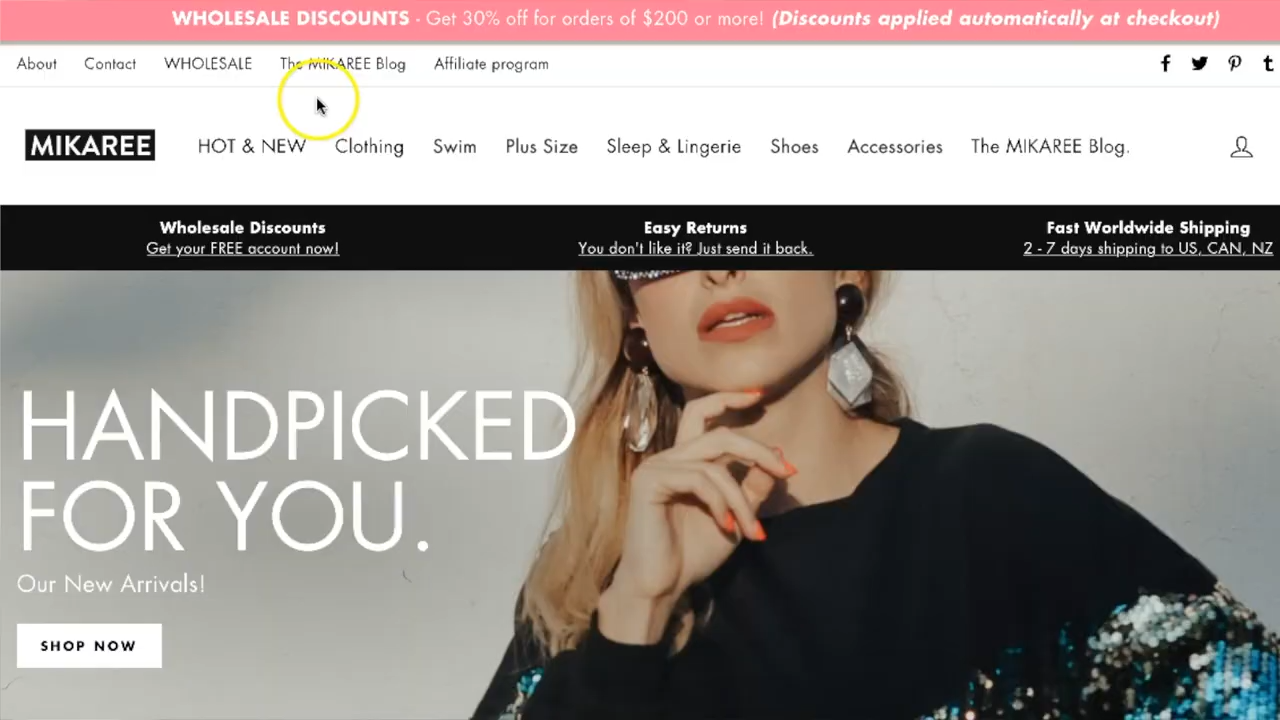 WHOLESALE DISCOUNTS - Get 30% off for orders of $200 or more! (Discounts applied automatically at checkout)
About Contact WHOLESALE The MIKAREE Blog Affiliate program
MIKAREE HOT & NEW Clothing Swim Plus Size Sleep & Lingerie Shoes Accessories The MIKAREE Blog.
Wholesale Discounts
Get your FREE account now!
Easy Returns
You don't like it? Just send it back.
Fast Worldwide Shipping
2 - 7 days shipping to US, CAN, NZ
HANDPICKED
FOR YOU.
Our New Arrivals!
SHOP NOW